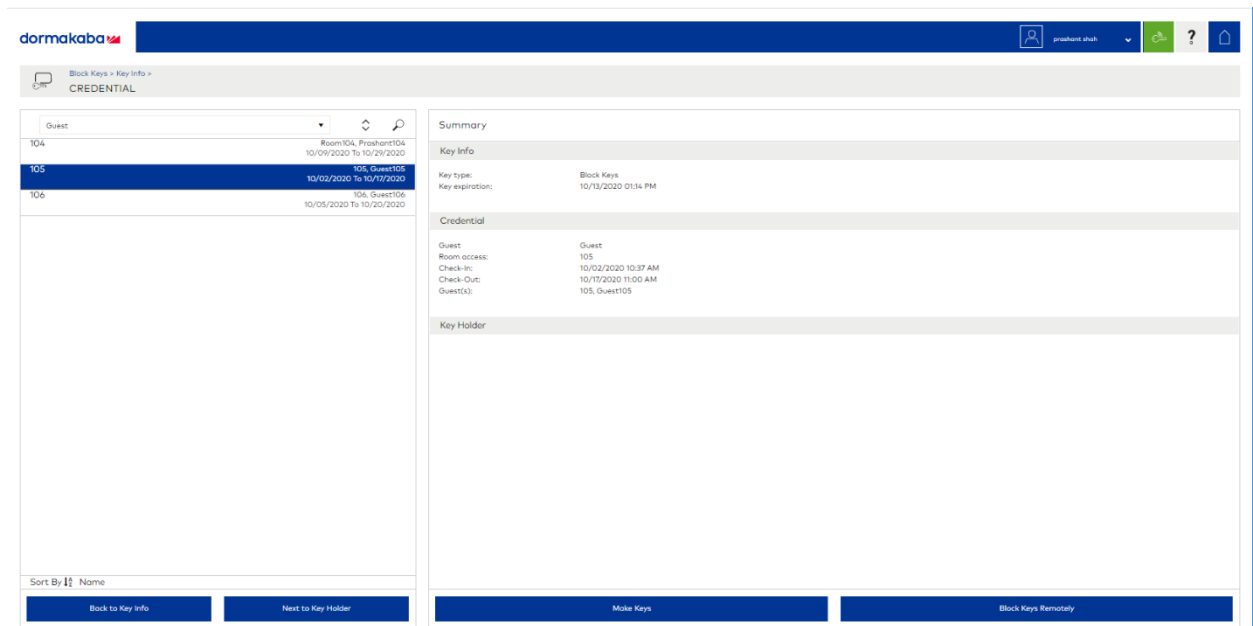 dormakaba
prashant shah
?
Block Keys > Key Info >
CREDENTIAL
Guest
104 Room104, Prashant104
10/09/2020 To 10/29/2020
105 105, Guest105
10/02/2020 To 10/17/2020
106 106, Guest106
10/05/2020 To 10/20/2020
Sort By Name
Back to Key Info
Next to Key Holder
Summary
Key Info
Key type: Block Keys
Key expiration: 10/13/2020 01:14 PM
Credential
Guest Guest
Room access: 105
Check-In: 10/02/2020 10:37 AM
Check-Out: 10/17/2020 11:00 AM
Guest(s): 105, Guest105
Key Holder
Make Keys
Block Keys Remotely